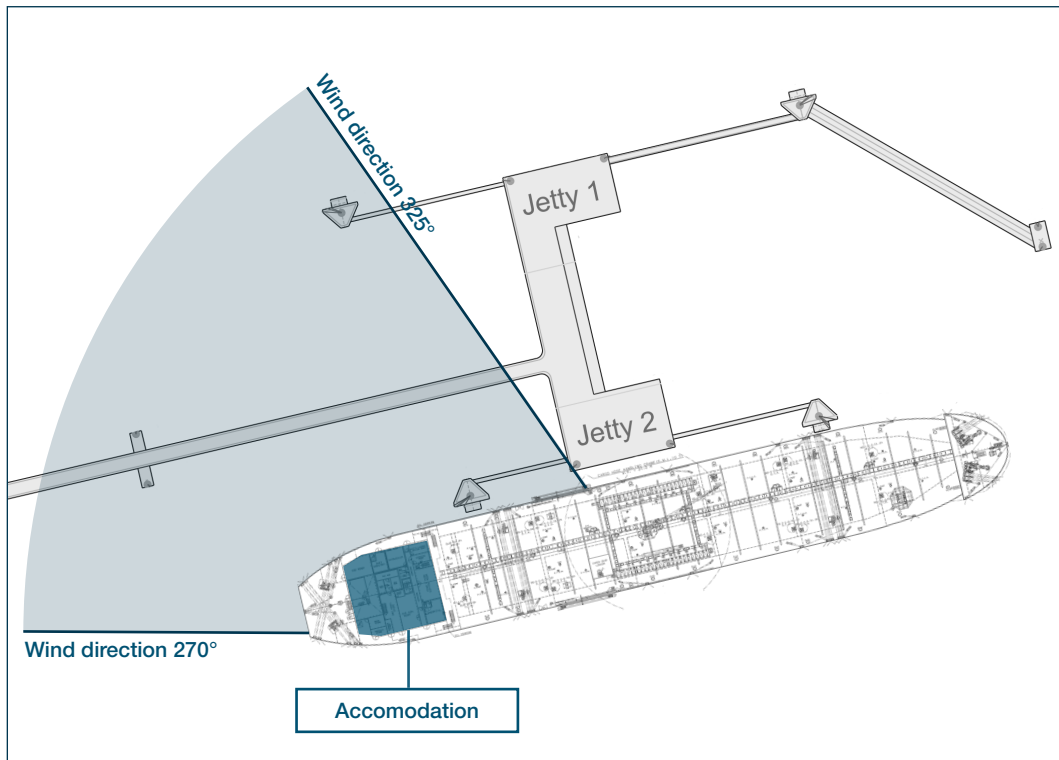 Wind direction 325°
Jetty 1
Jetty 2
Wind direction 270°
Accomodation